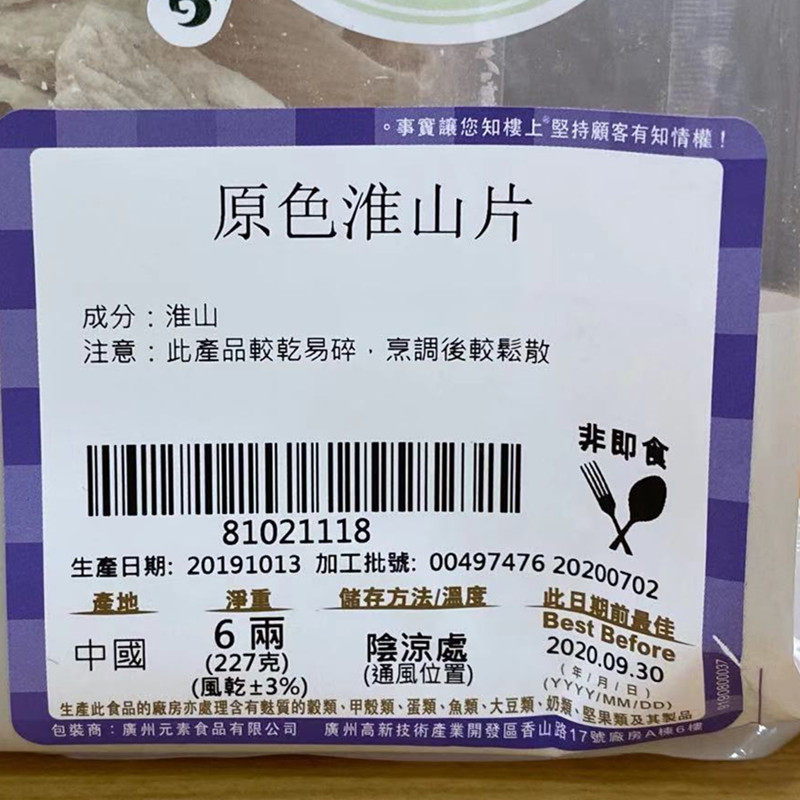 。事實讓您知樓上®堅持顧客有知情權！
原色淮山片
成分：淮山
注意：此產品較乾易碎，烹調後較鬆散
非即食
81021118
生產日期: 20191013 加工批號: 00497476 20200702
產地 淨重 儲存方法/溫度 此日期前最佳
Best Before
中國 6兩 陰涼處 2020.09.30
(227克) (通風位置) (年/月/日)
(風乾±3%) (YYYY/MM/DD)
生產此食品的廠房亦處理含有麩質的穀類、甲殼類、蛋類、魚類、大豆類、奶類、堅果類及其製品
包裝商：廣州元素食品有限公司 廣州高新技術產業開發區香山路17號廠房A棟6樓